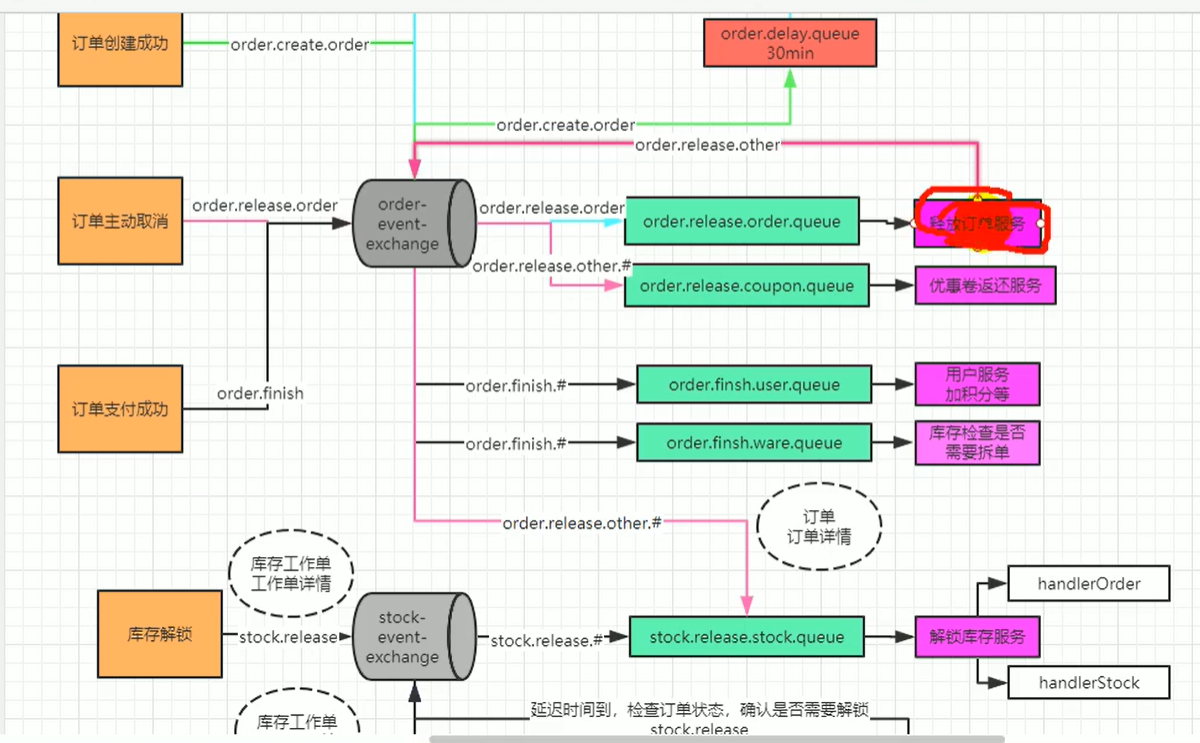 订单创建成功
order.create.order
order.delay.queue
30min
order.create.order
order.release.other
订单主动取消
order.release.order
order-
event-
exchange
order.release.order
order.release.order.queue
释放订单服务
order.release.other.#
order.release.coupon.queue
优惠卷返还服务
订单支付成功
order.finish
order.finish.#
order.finsh.user.queue
用户服务
加积分等
order.finish.#
order.finsh.ware.queue
库存检查是否
需要拆单
order.release.other.#
订单
订单详情
库存工作单
工作单详情
库存解锁
stock.release
stock-
event-
exchange
stock.release.#
stock.release.stock.queue
解锁库存服务
handlerOrder
handlerStock
库存工作单
延迟时间到，检查订单状态，确认是否需要解锁
stock.release